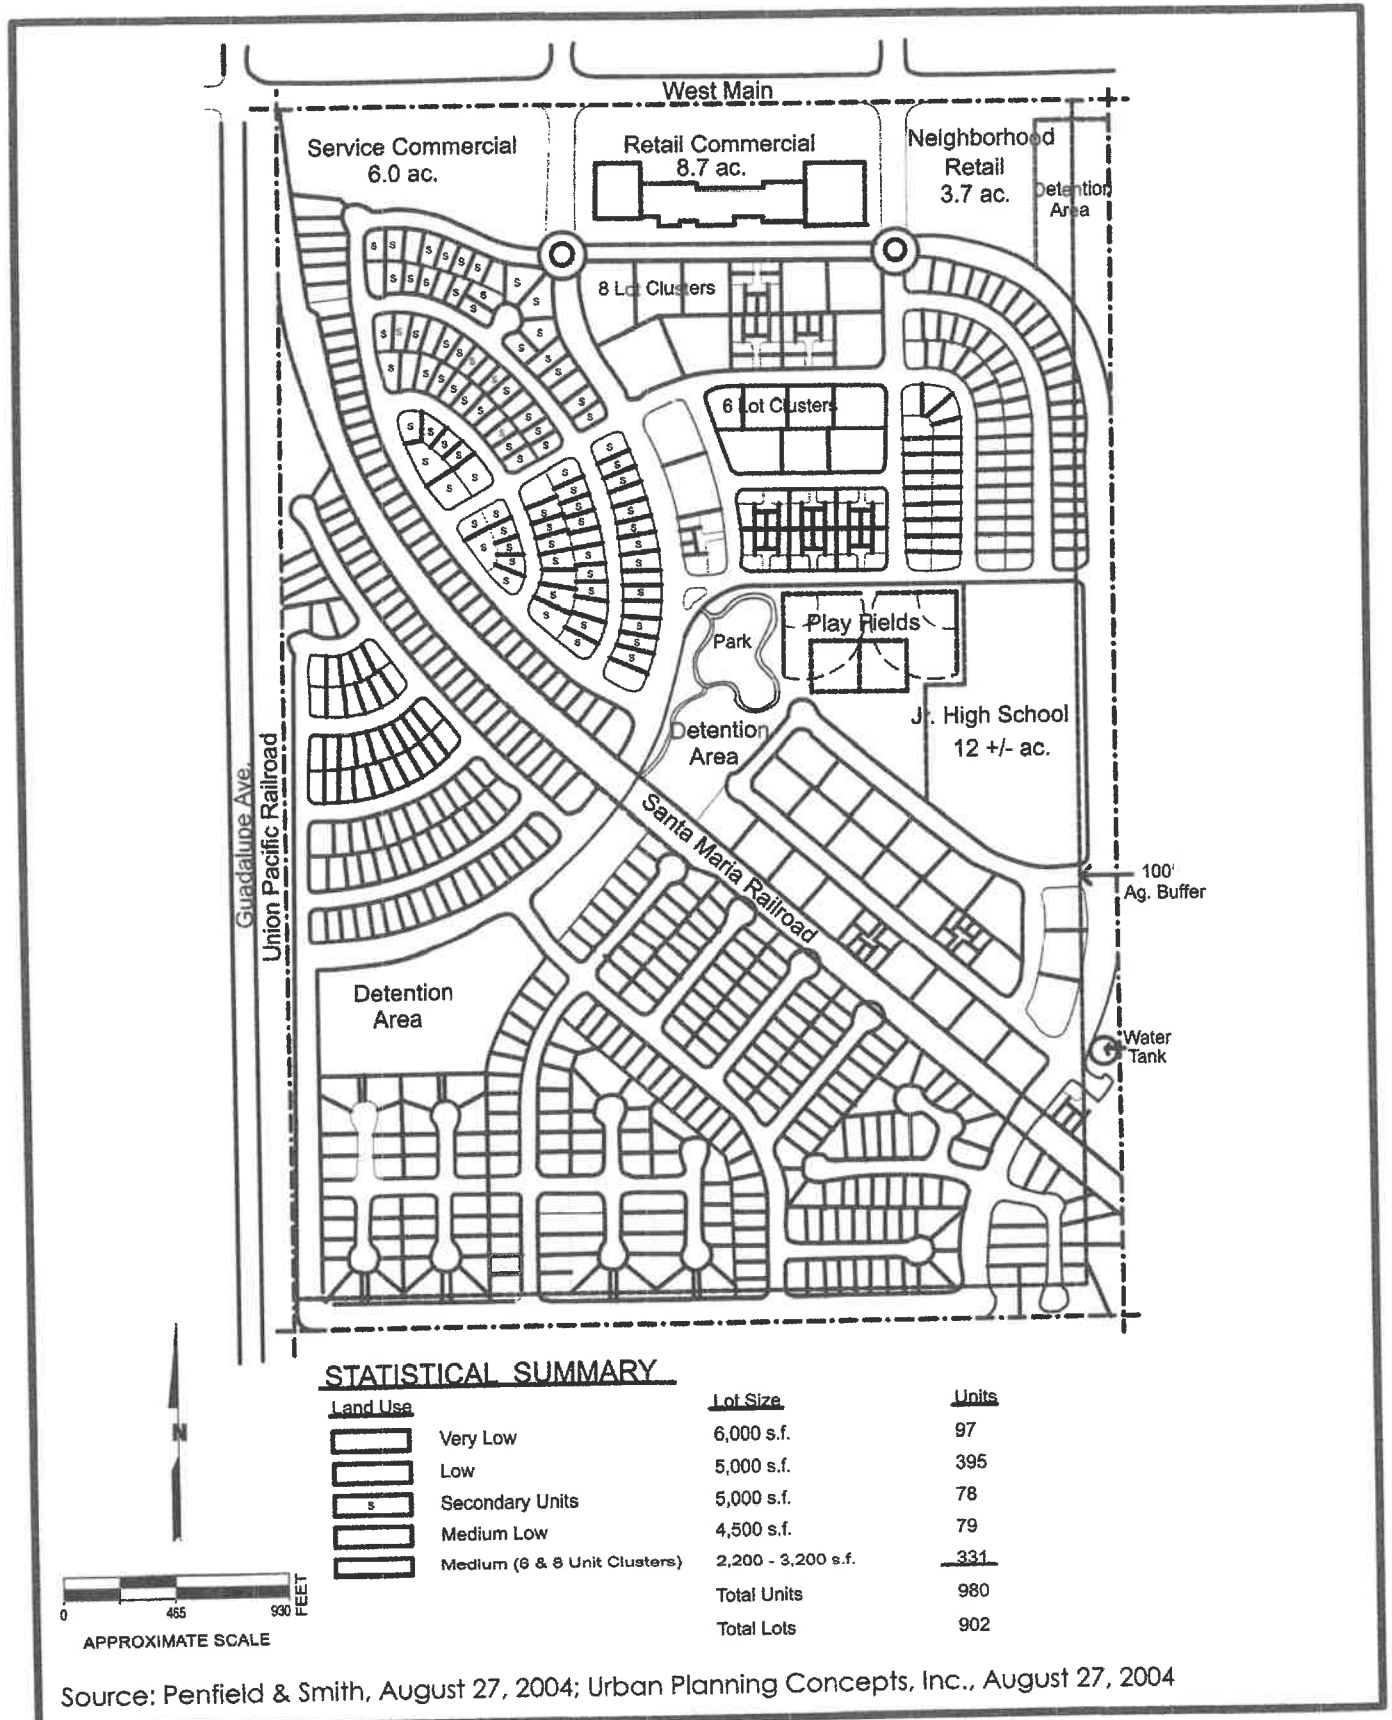 West Main
Service Commercial
6.0 ac.
Retail Commercial
8.7 ac.
Neighborhood
Retail
3.7 ac.
Detention
Area
8 Lot Clusters
6 Lot Clusters
Park
Play Fields
Detention
Area
Jr. High School
12 +/- ac.
Santa Maria Railroad
Guadalupe Ave.
Union Pacific Railroad
100'
Ag. Buffer
Detention
Area
Water
Tank
STATISTICAL SUMMARY
Land Use Lot Size Units
Very Low 6,000 s.f. 97
Low 5,000 s.f. 395
s Secondary Units 5,000 s.f. 78
Medium Low 4,500 s.f. 79
Medium (6 & 8 Unit Clusters) 2,200 - 3,200 s.f. 331
Total Units 980
Total Lots 902
N
0 465 930 FEET
APPROXIMATE SCALE
Source: Penfield & Smith, August 27, 2004; Urban Planning Concepts, Inc., August 27, 2004